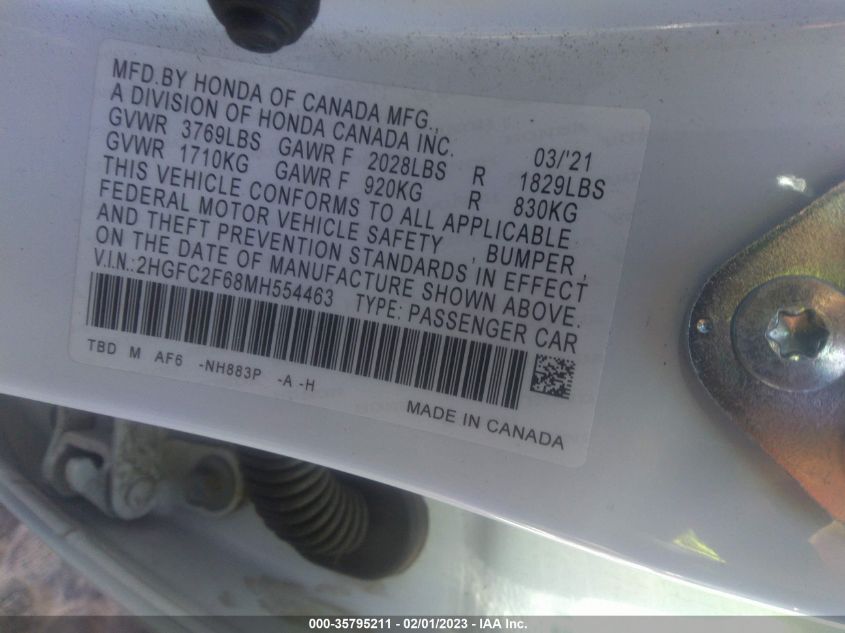 MFD.BY HONDA OF CANADA MFG.,
A DIVISION OF HONDA CANADA INC. 03/'21
GVWR 3769LBS GAWR F 2028LBS R 1829LBS
GVWR 1710KG GAWR F 920KG R 830KG
THIS VEHICLE CONFORMS TO ALL APPLICABLE
FEDERAL MOTOR VEHICLE SAFETY , BUMPER,
AND THEFT PREVENTION STANDARDS IN EFFECT
ON THE DATE OF MANUFACTURE SHOWN ABOVE.
V.I.N.:2HGFC2F68MH554463 TYPE: PASSENGER CAR
TBD M AF6 -NH883P -A -H
MADE IN CANADA
000-35795211 - 02/01/2023 - IAA Inc.